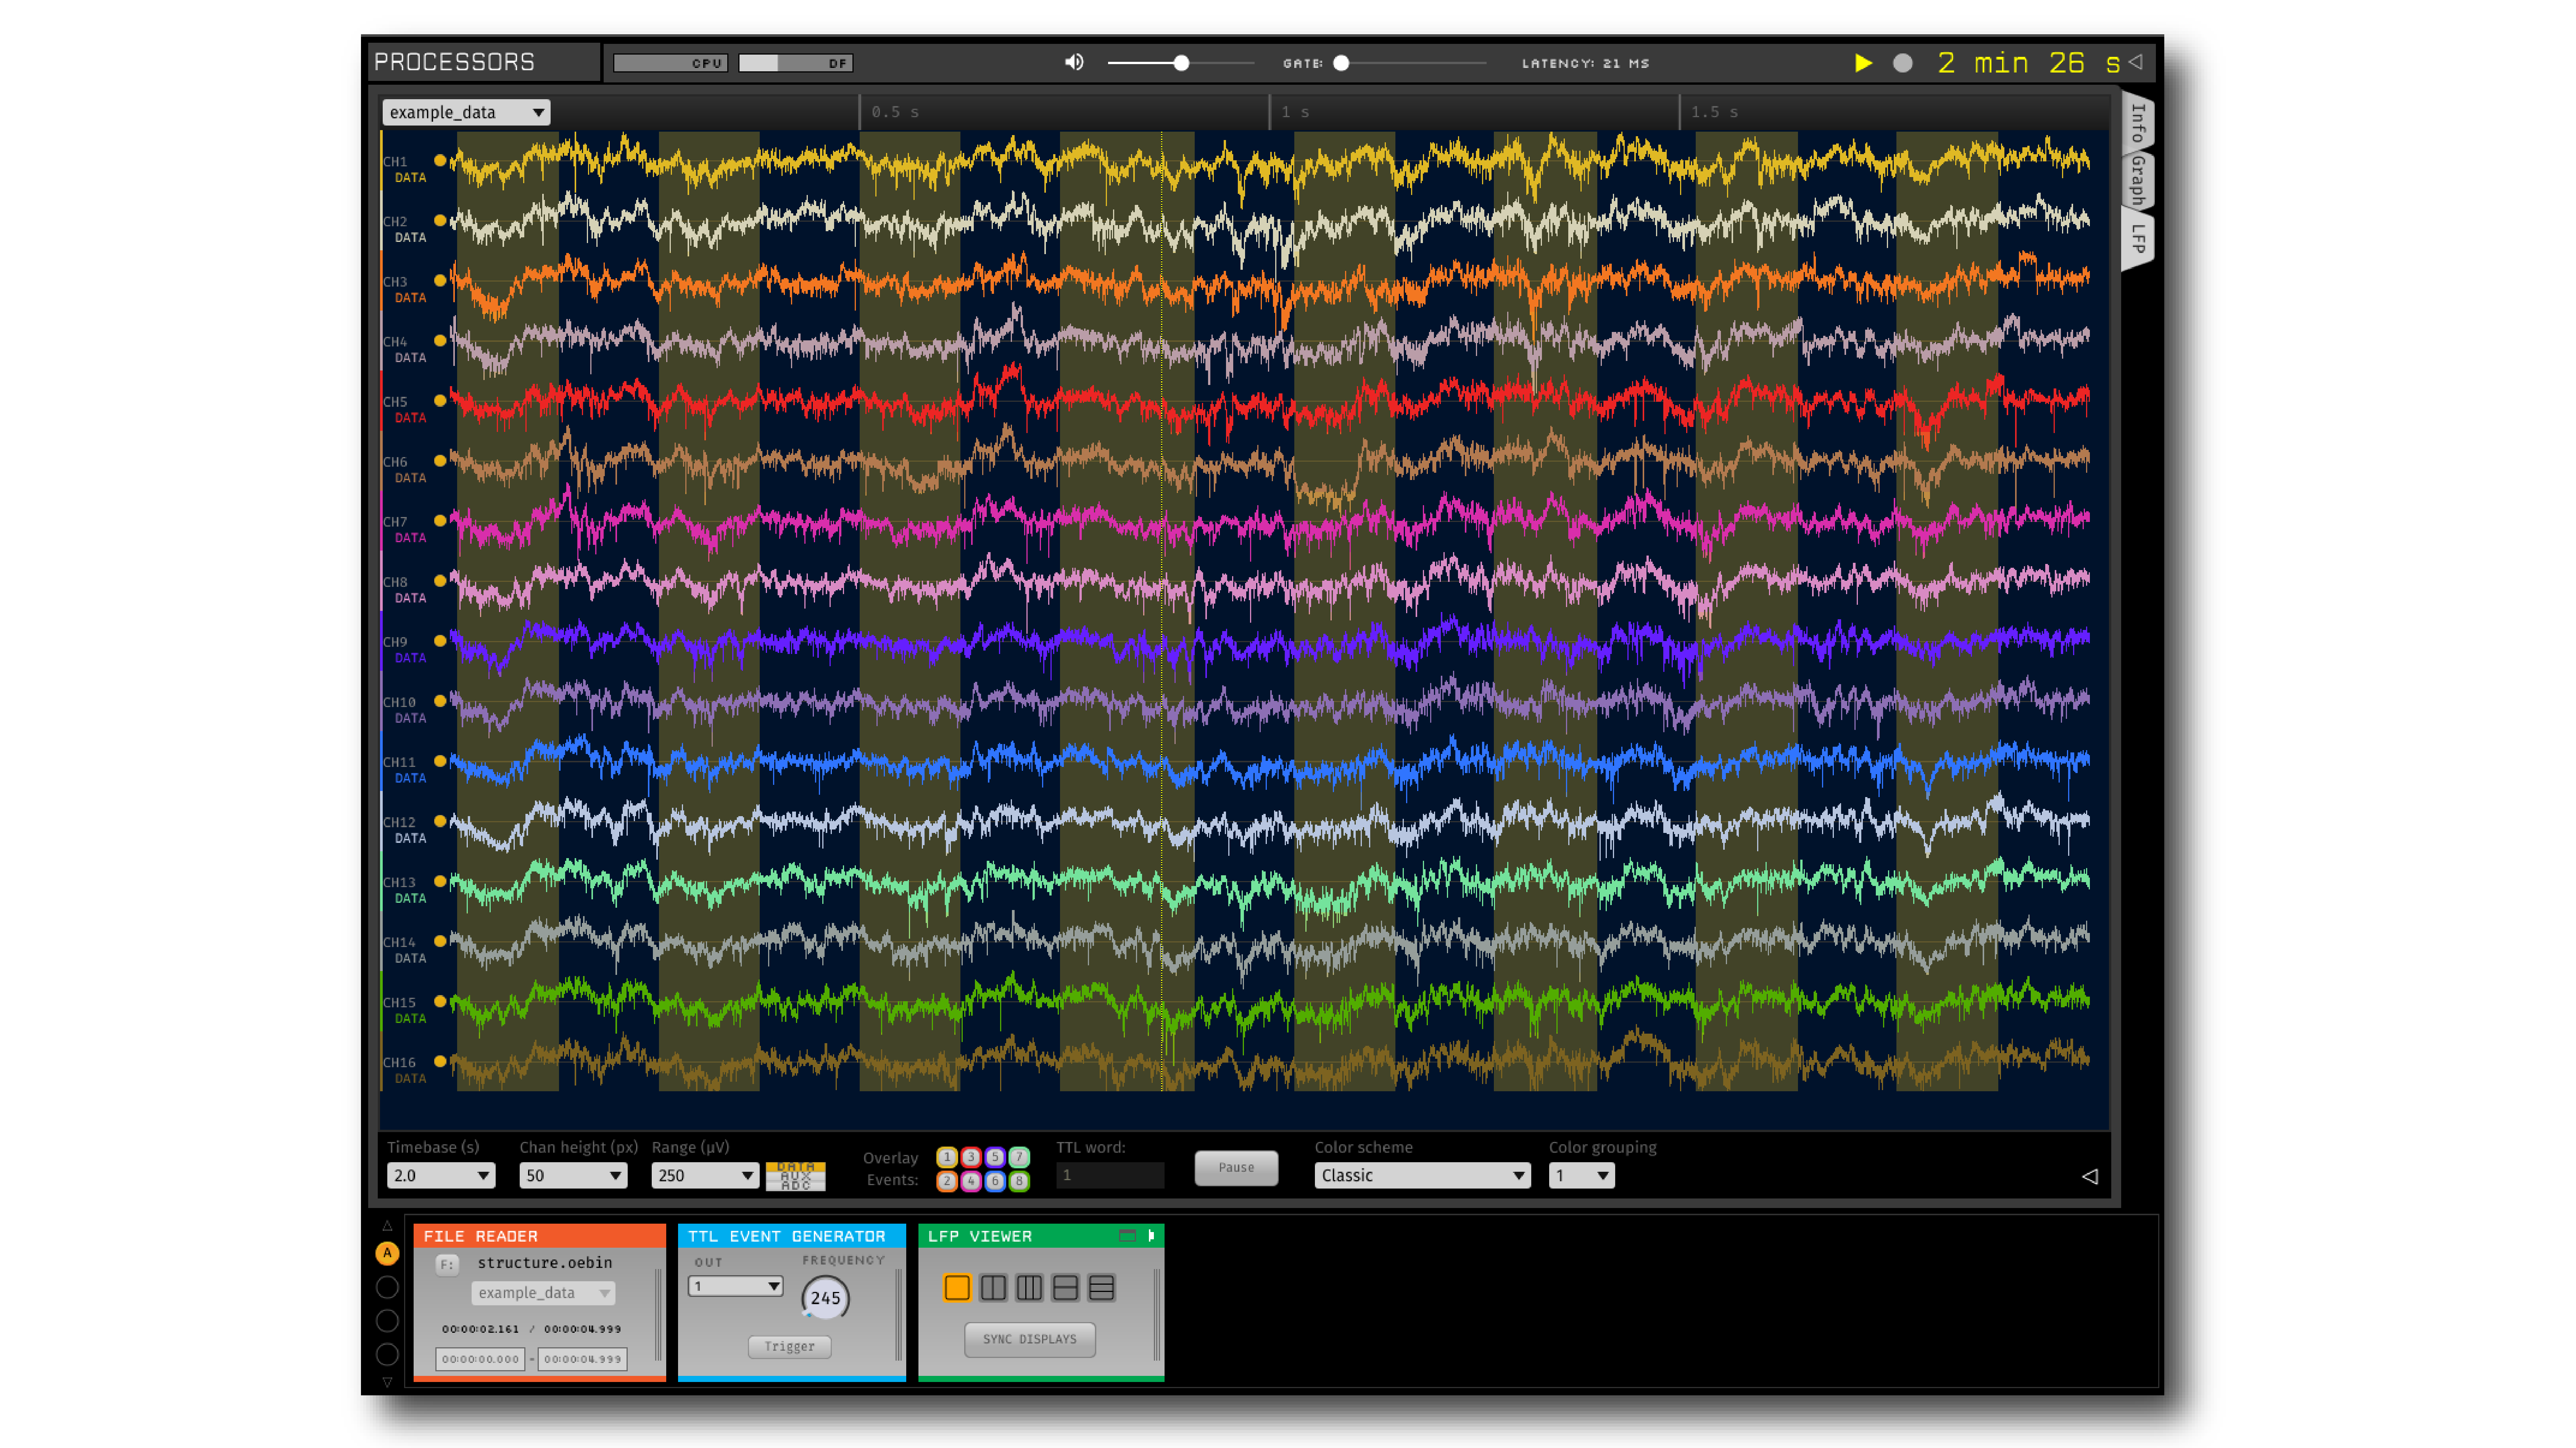 PROCESSORS
CPU
DF
GATE:
LATENCY: 21 MS
2 min 26 s
example_data
0.5 s
1 s
1.5 s
Info
Graph
LFP
CH1
DATA
CH2
DATA
CH3
DATA
CH4
DATA
CH5
DATA
CH6
DATA
CH7
DATA
CH8
DATA
CH9
DATA
CH10
DATA
CH11
DATA
CH12
DATA
CH13
DATA
CH14
DATA
CH15
DATA
CH16
DATA
Timebase (s)
2.0
Chan height (px)
50
Range (µV)
250
DATA
AUX
ADC
Overlay
Events:
1 3 5 7
2 4 6 8
TTL word:
1
Pause
Color scheme
Classic
Color grouping
1
A
FILE READER
F:
structure.oebin
example_data
00:00:02.161 / 00:00:04.999
00:00:00.000 - 00:00:04.999
TTL EVENT GENERATOR
OUT
1
FREQUENCY
245
Trigger
LFP VIEWER
SYNC DISPLAYS